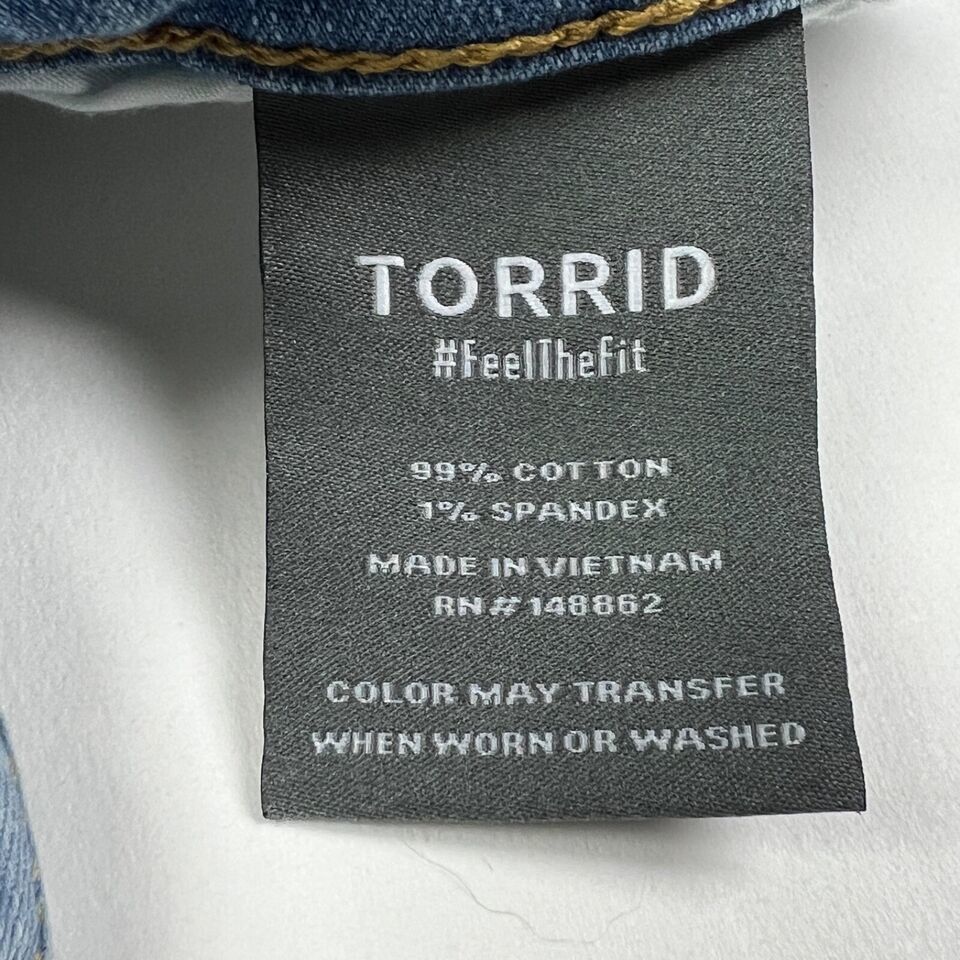 TORRID
#FeelTheFit
99% COTTON
1% SPANDEX
MADE IN VIETNAM
RN# 148862
COLOR MAY TRANSFER
WHEN WORN OR WASHED